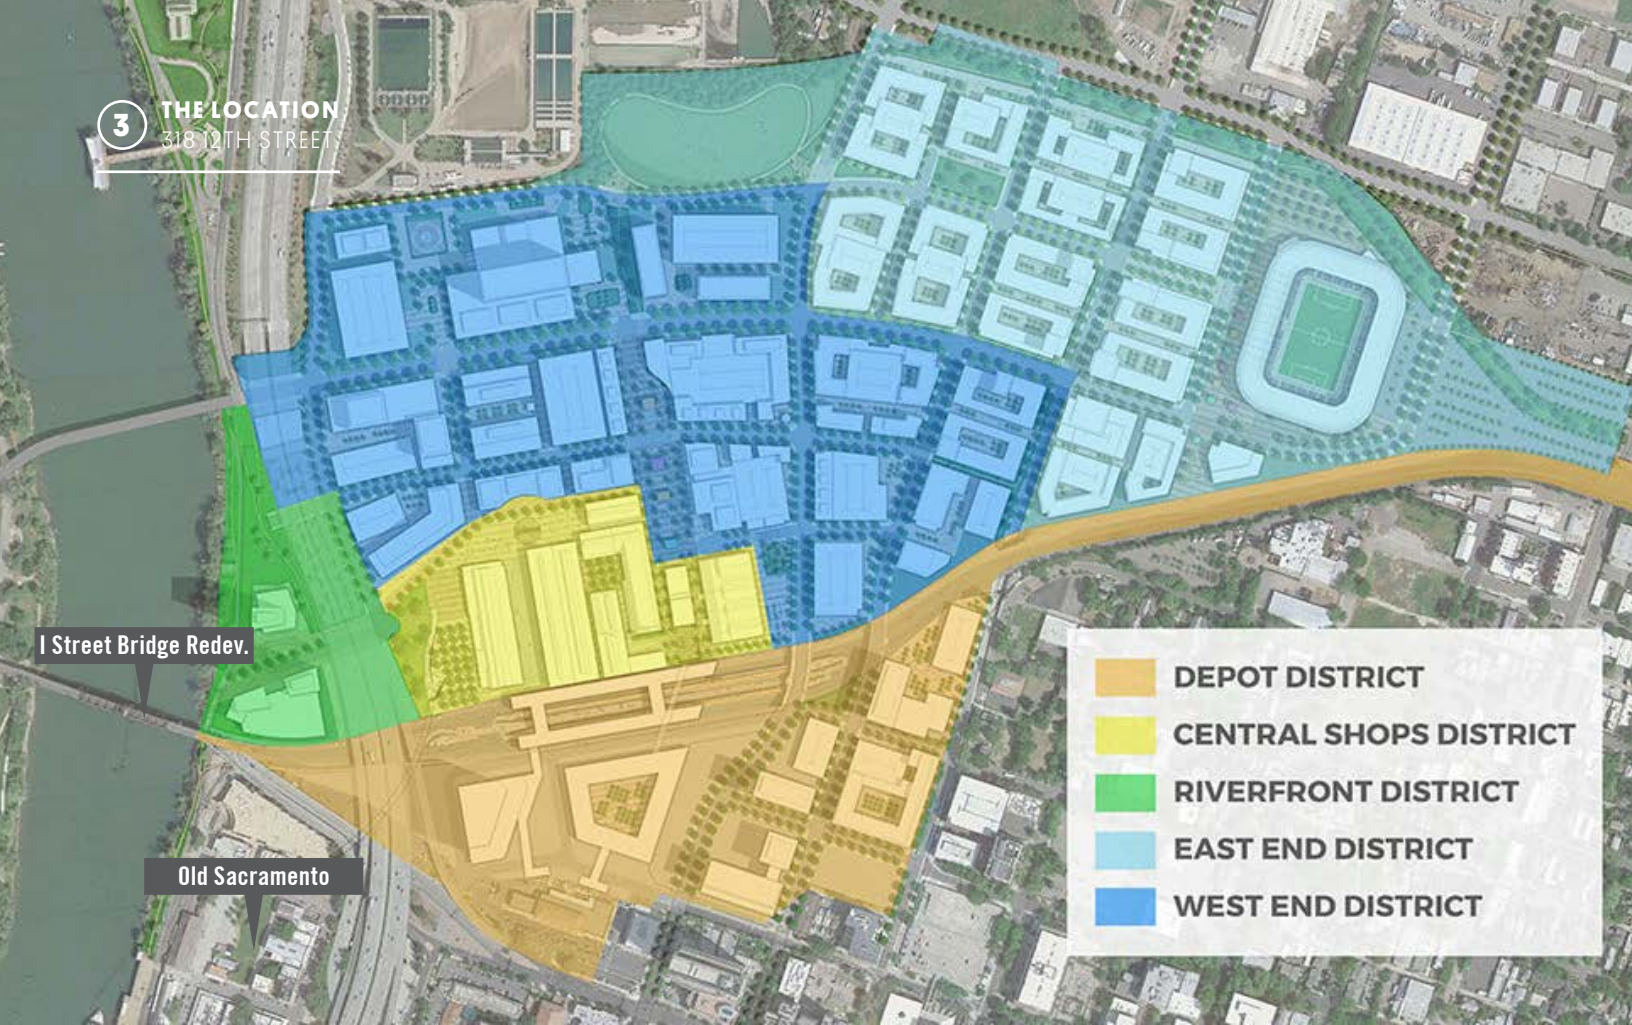 3
THE LOCATION
318 12TH STREET
I Street Bridge Redev.
Old Sacramento
DEPOT DISTRICT
CENTRAL SHOPS DISTRICT
RIVERFRONT DISTRICT
EAST END DISTRICT
WEST END DISTRICT